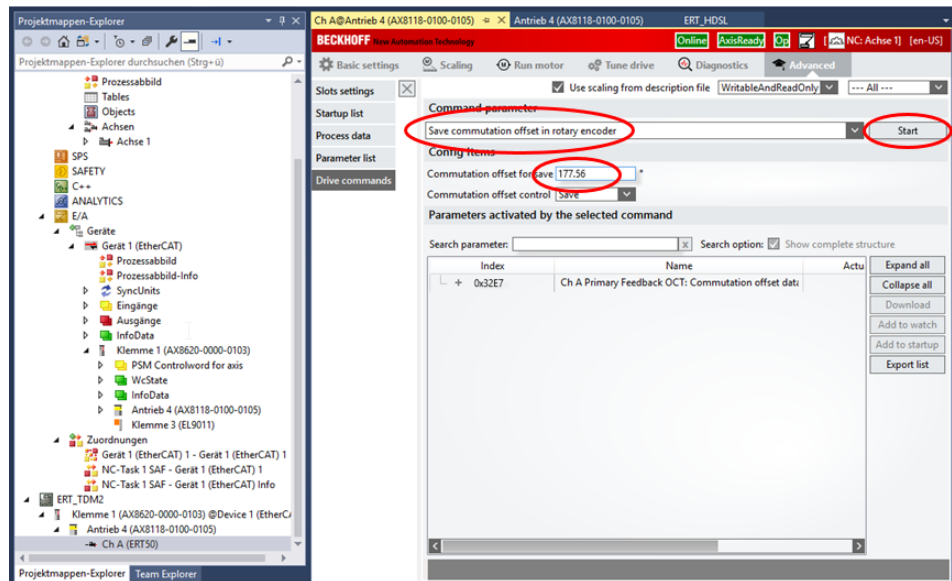 Projektmappen-Explorer
Projektmappen-Explorer durchsuchen (Strg+ü)
Prozessabbild
Tables
Objects
Achsen
Achse 1
SPS
SAFETY
C++
ANALYTICS
E/A
Geräte
Gerät 1 (EtherCAT)
Prozessabbild
Prozessabbild-Info
SyncUnits
Eingänge
Ausgänge
InfoData
Klemme 1 (AX8620-0000-0103)
PSM Controlword for axis
WcState
InfoData
Antrieb 4 (AX8118-0100-0105)
Klemme 3 (EL9011)
Zuordnungen
Gerät 1 (EtherCAT) 1 - Gerät 1 (EtherCAT) 1
NC-Task 1 SAF - Gerät 1 (EtherCAT) 1
NC-Task 1 SAF - Gerät 1 (EtherCAT) Info
ERT_TDM2
Klemme 1 (AX8620-0000-0103) @Device 1 (EtherCA
Antrieb 4 (AX8118-0100-0105)
Ch A (ERT50)
Projektmappen-Explorer Team Explorer
Ch A@Antrieb 4 (AX8118-0100-0105) Antrieb 4 (AX8118-0100-0105) ERT_HDSL
BECKHOFF New Automation Technology Online AxisReady Op [ NC: Achse 1] [en-US]
Basic settings Scaling Run motor Tune drive Diagnostics Advanced
Slots settings
Startup list
Process data
Parameter list
Drive commands
Use scaling from description file WritableAndReadOnly --- All ---
Command parameter
Save commutation offset in rotary encoder Start
Config items
Commutation offset for save 177.56 *
Commutation offset control Save
Parameters activated by the selected command
Search parameter: x Search option: Show complete structure
Index Name Actu
+ 0x32E7 Ch A Primary Feedback OCT: Commutation offset data
Expand all
Collapse all
Download
Add to watch
Add to startup
Export list